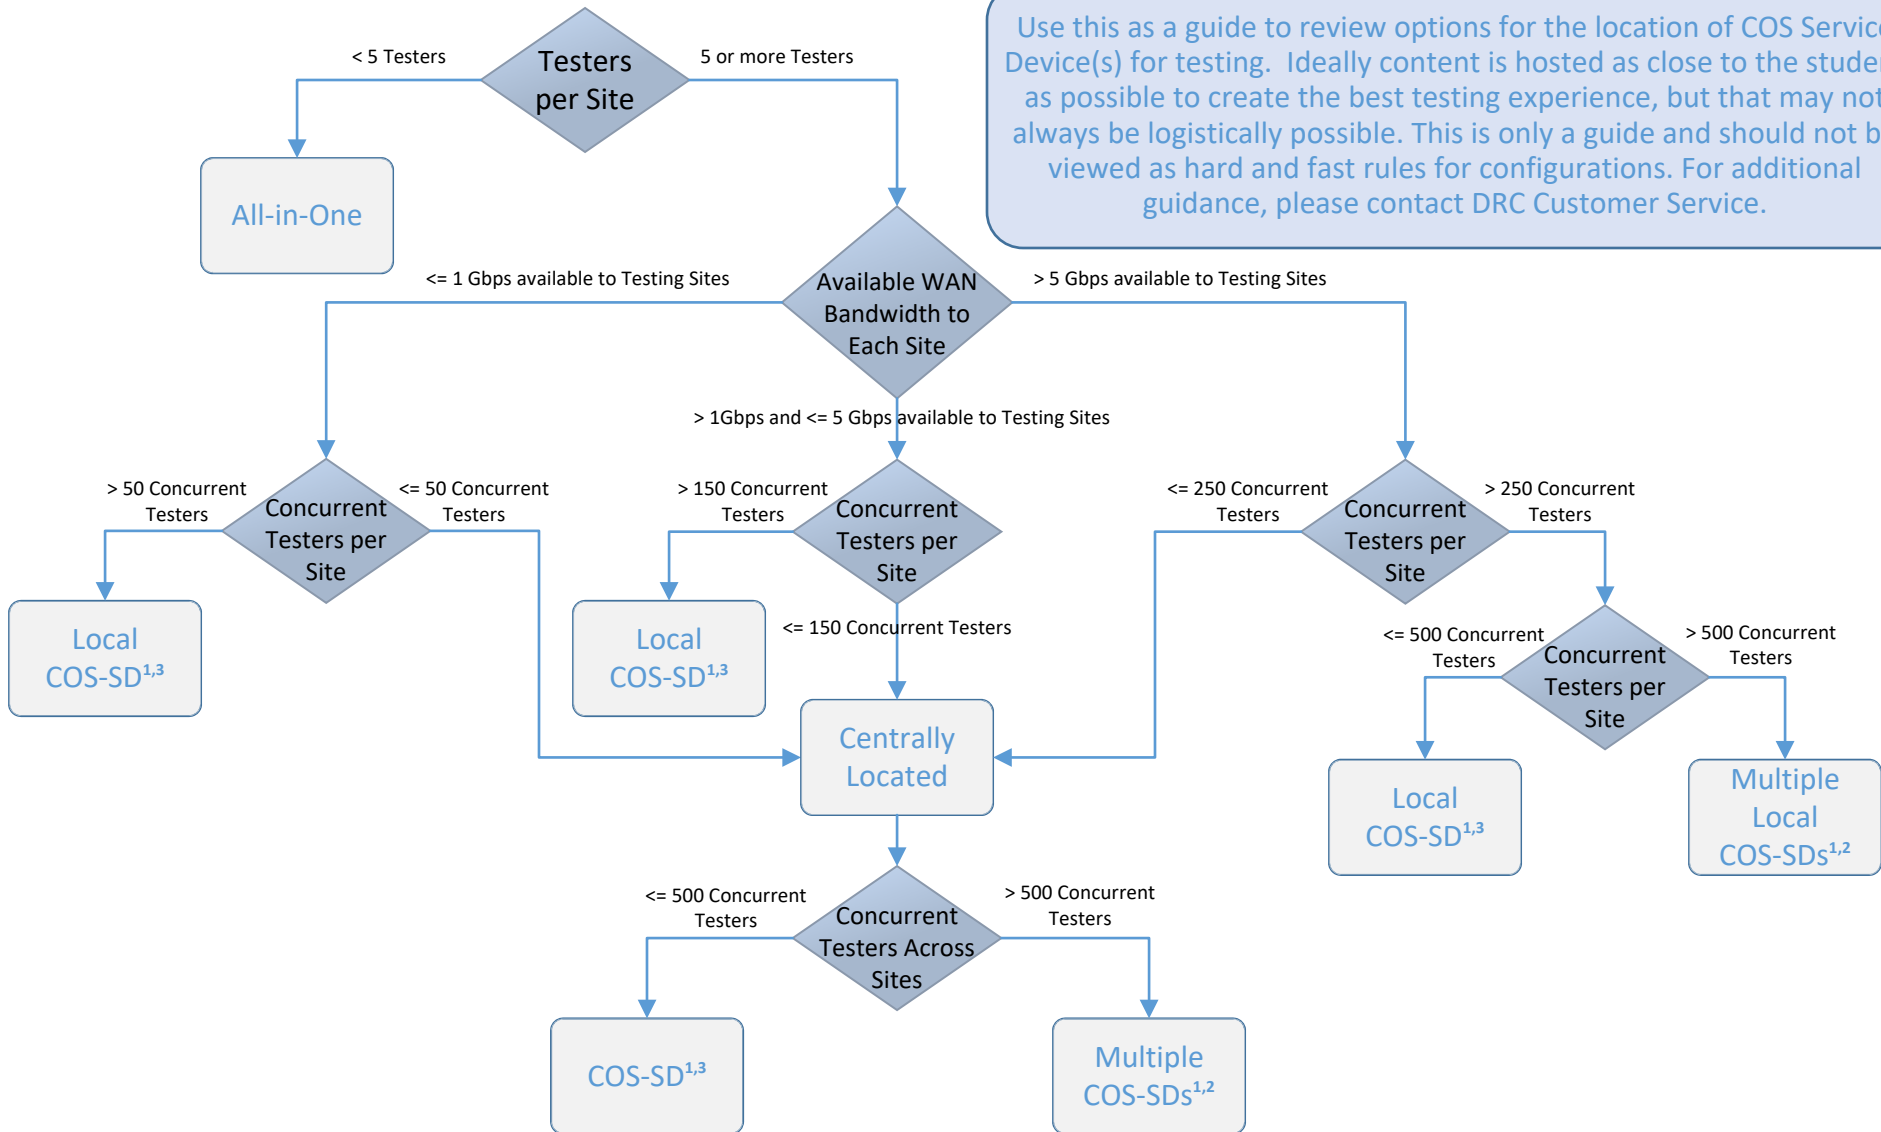 Use this as a guide to review options for the location of COS Service
Device(s) for testing. Ideally content is hosted as close to the
as possible to create the best testing experience, but that may not
always be logistically possible. This is only a guide and should not
viewed as hard and fast rules for configurations. For additional
guidance, please contact DRC Customer Service.
< 5 Testers
Testers
per Site
5 or more Testers
All-in-One
<= 1 Gbps available to Testing Sites
Available WAN
Bandwidth to
Each Site
> 5 Gbps available to Testing Sites
> 1Gbps and <= 5 Gbps available to Testing Sites
> 50 Concurrent
Testers
Concurrent
Testers per
Site
<= 50 Concurrent
Testers
> 150 Concurrent
Testers
Concurrent
Testers per
Site
<= 250 Concurrent
Testers
Concurrent
Testers per
Site
> 250 Concurrent
Testers
Local
COS-SD1,3
Local
COS-SD1,3
<= 150 Concurrent Testers
<= 500 Concurrent
Testers
Concurrent
Testers per
Site
> 500 Concurrent
Testers
Centrally
Located
Local
COS-SD1,3
Multiple
Local
COS-SDs1,2
<= 500 Concurrent
Testers
Concurrent
Testers Across
Sites
> 500 Concurrent
Testers
COS-SD1,3
Multiple
COS-SDs1,2